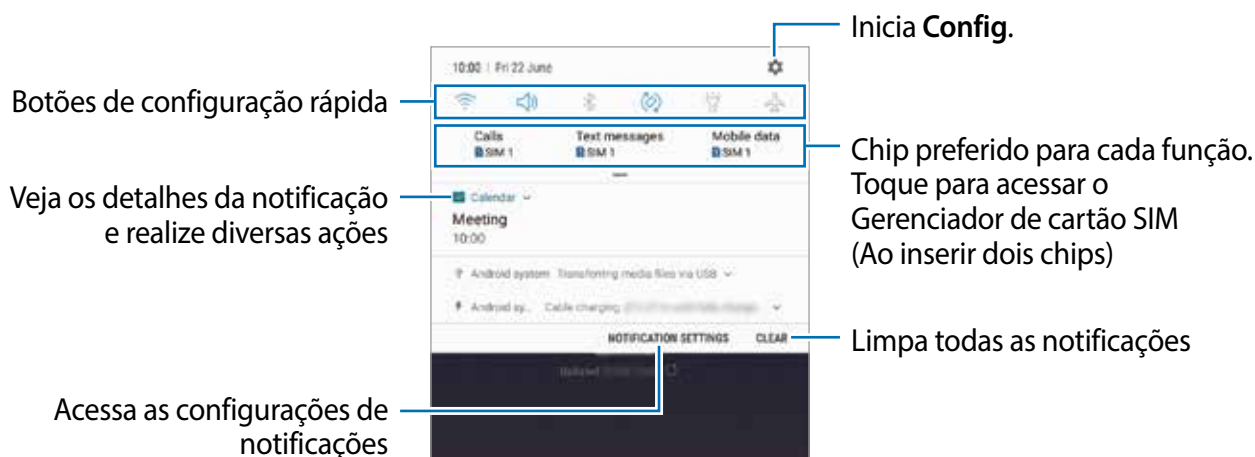 Inicia Config.
10:00 | Fri 22 June
Botões de configuração rápida
Calls
SIM 1
Text messages
SIM 1
Mobile data
SIM 1
Chip preferido para cada função.
Toque para acessar o
Gerenciador de cartão SIM
(Ao inserir dois chips)
Veja os detalhes da notificação
e realize diversas ações
Calendar
Meeting
10:00
Android system Transferring media files via USB
Android sy... Cable charging
NOTIFICATION SETTINGS CLEAR
Limpa todas as notificações
Acessa as configurações de
notificações